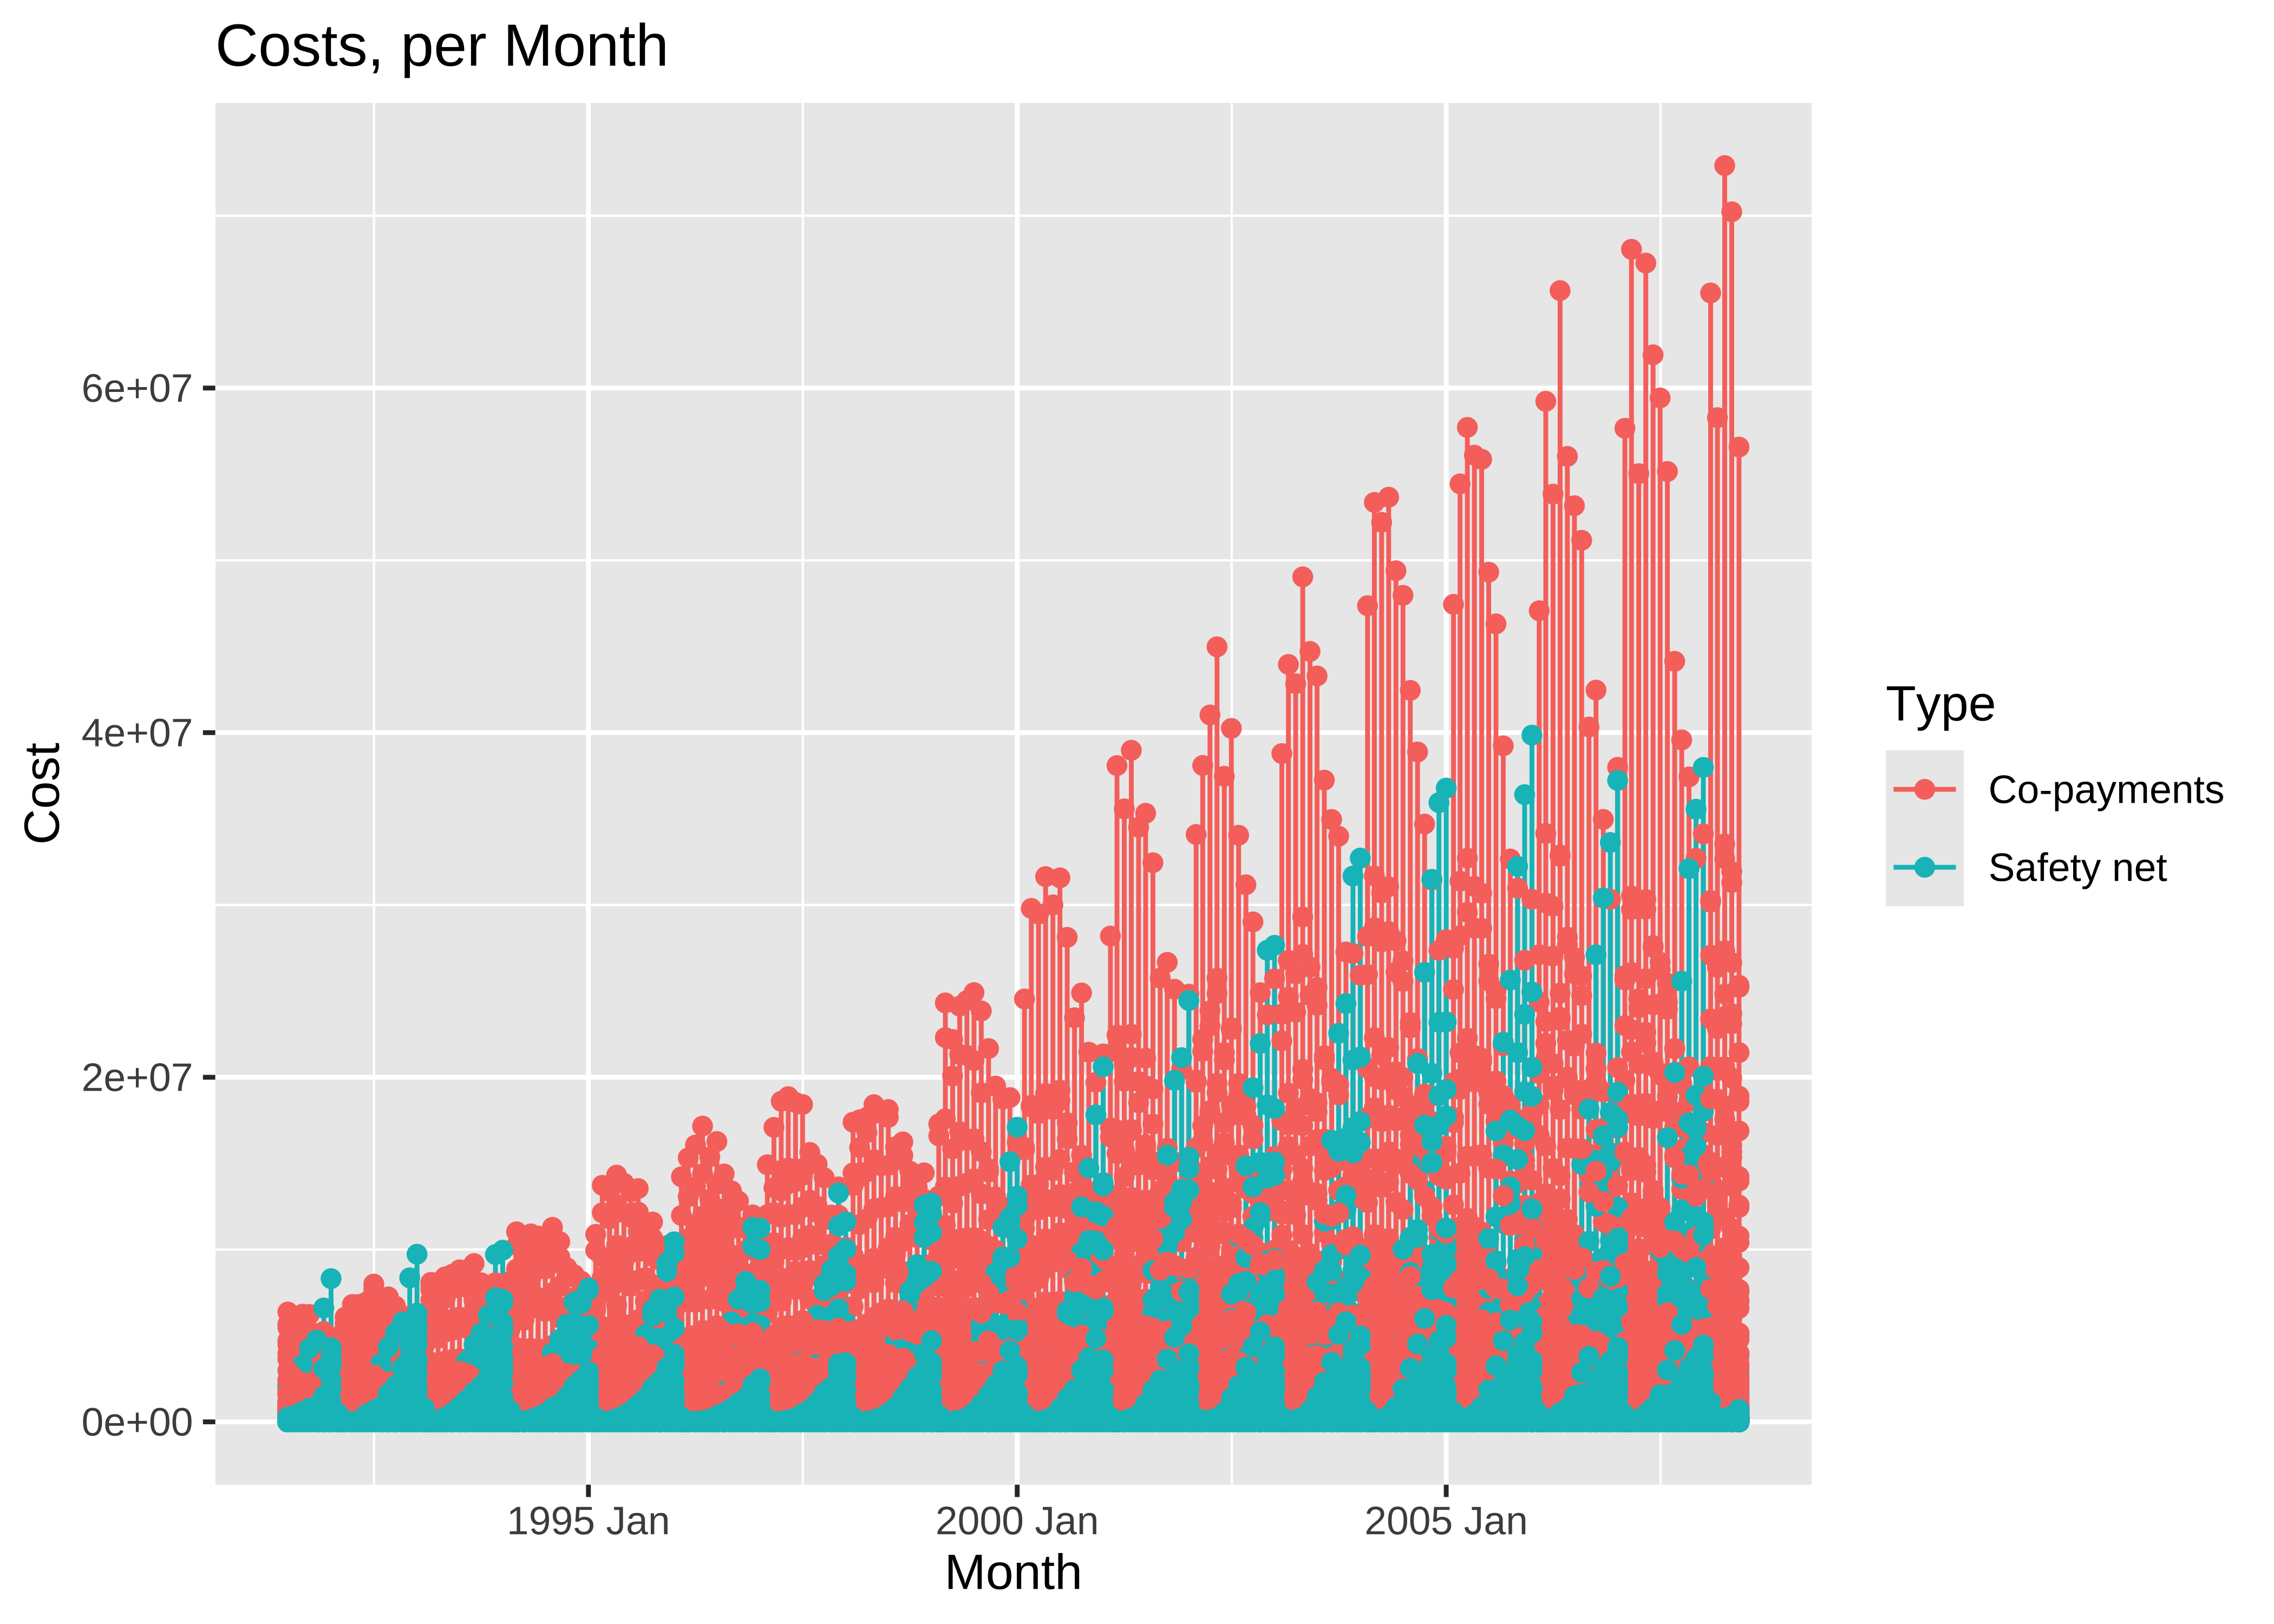 Costs, per Month
6e+07
4e+07
2e+07
0e+00
Cost
1995 Jan
2000 Jan
2005 Jan
Month
Type
Co-payments
Safety net